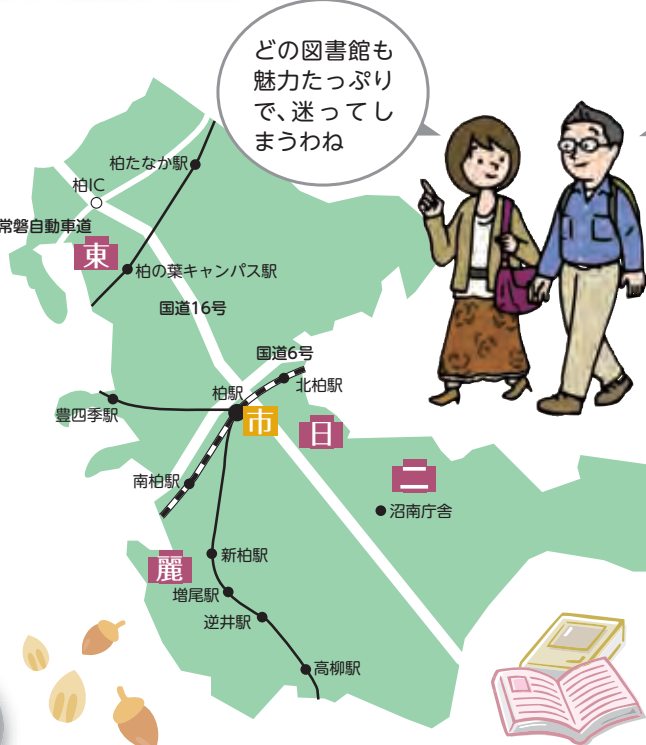 どの図書館も
魅力たっぷり
で、迷ってし
まうわね
柏たなか駅
柏IC
常磐自動車道
東
柏の葉キャンパス駅
国道16号
国道6号
柏駅
北柏駅
豊四季駅
市
日
二
南柏駅
沼南庁舎
新柏駅
麗
増尾駅
逆井駅
高柳駅